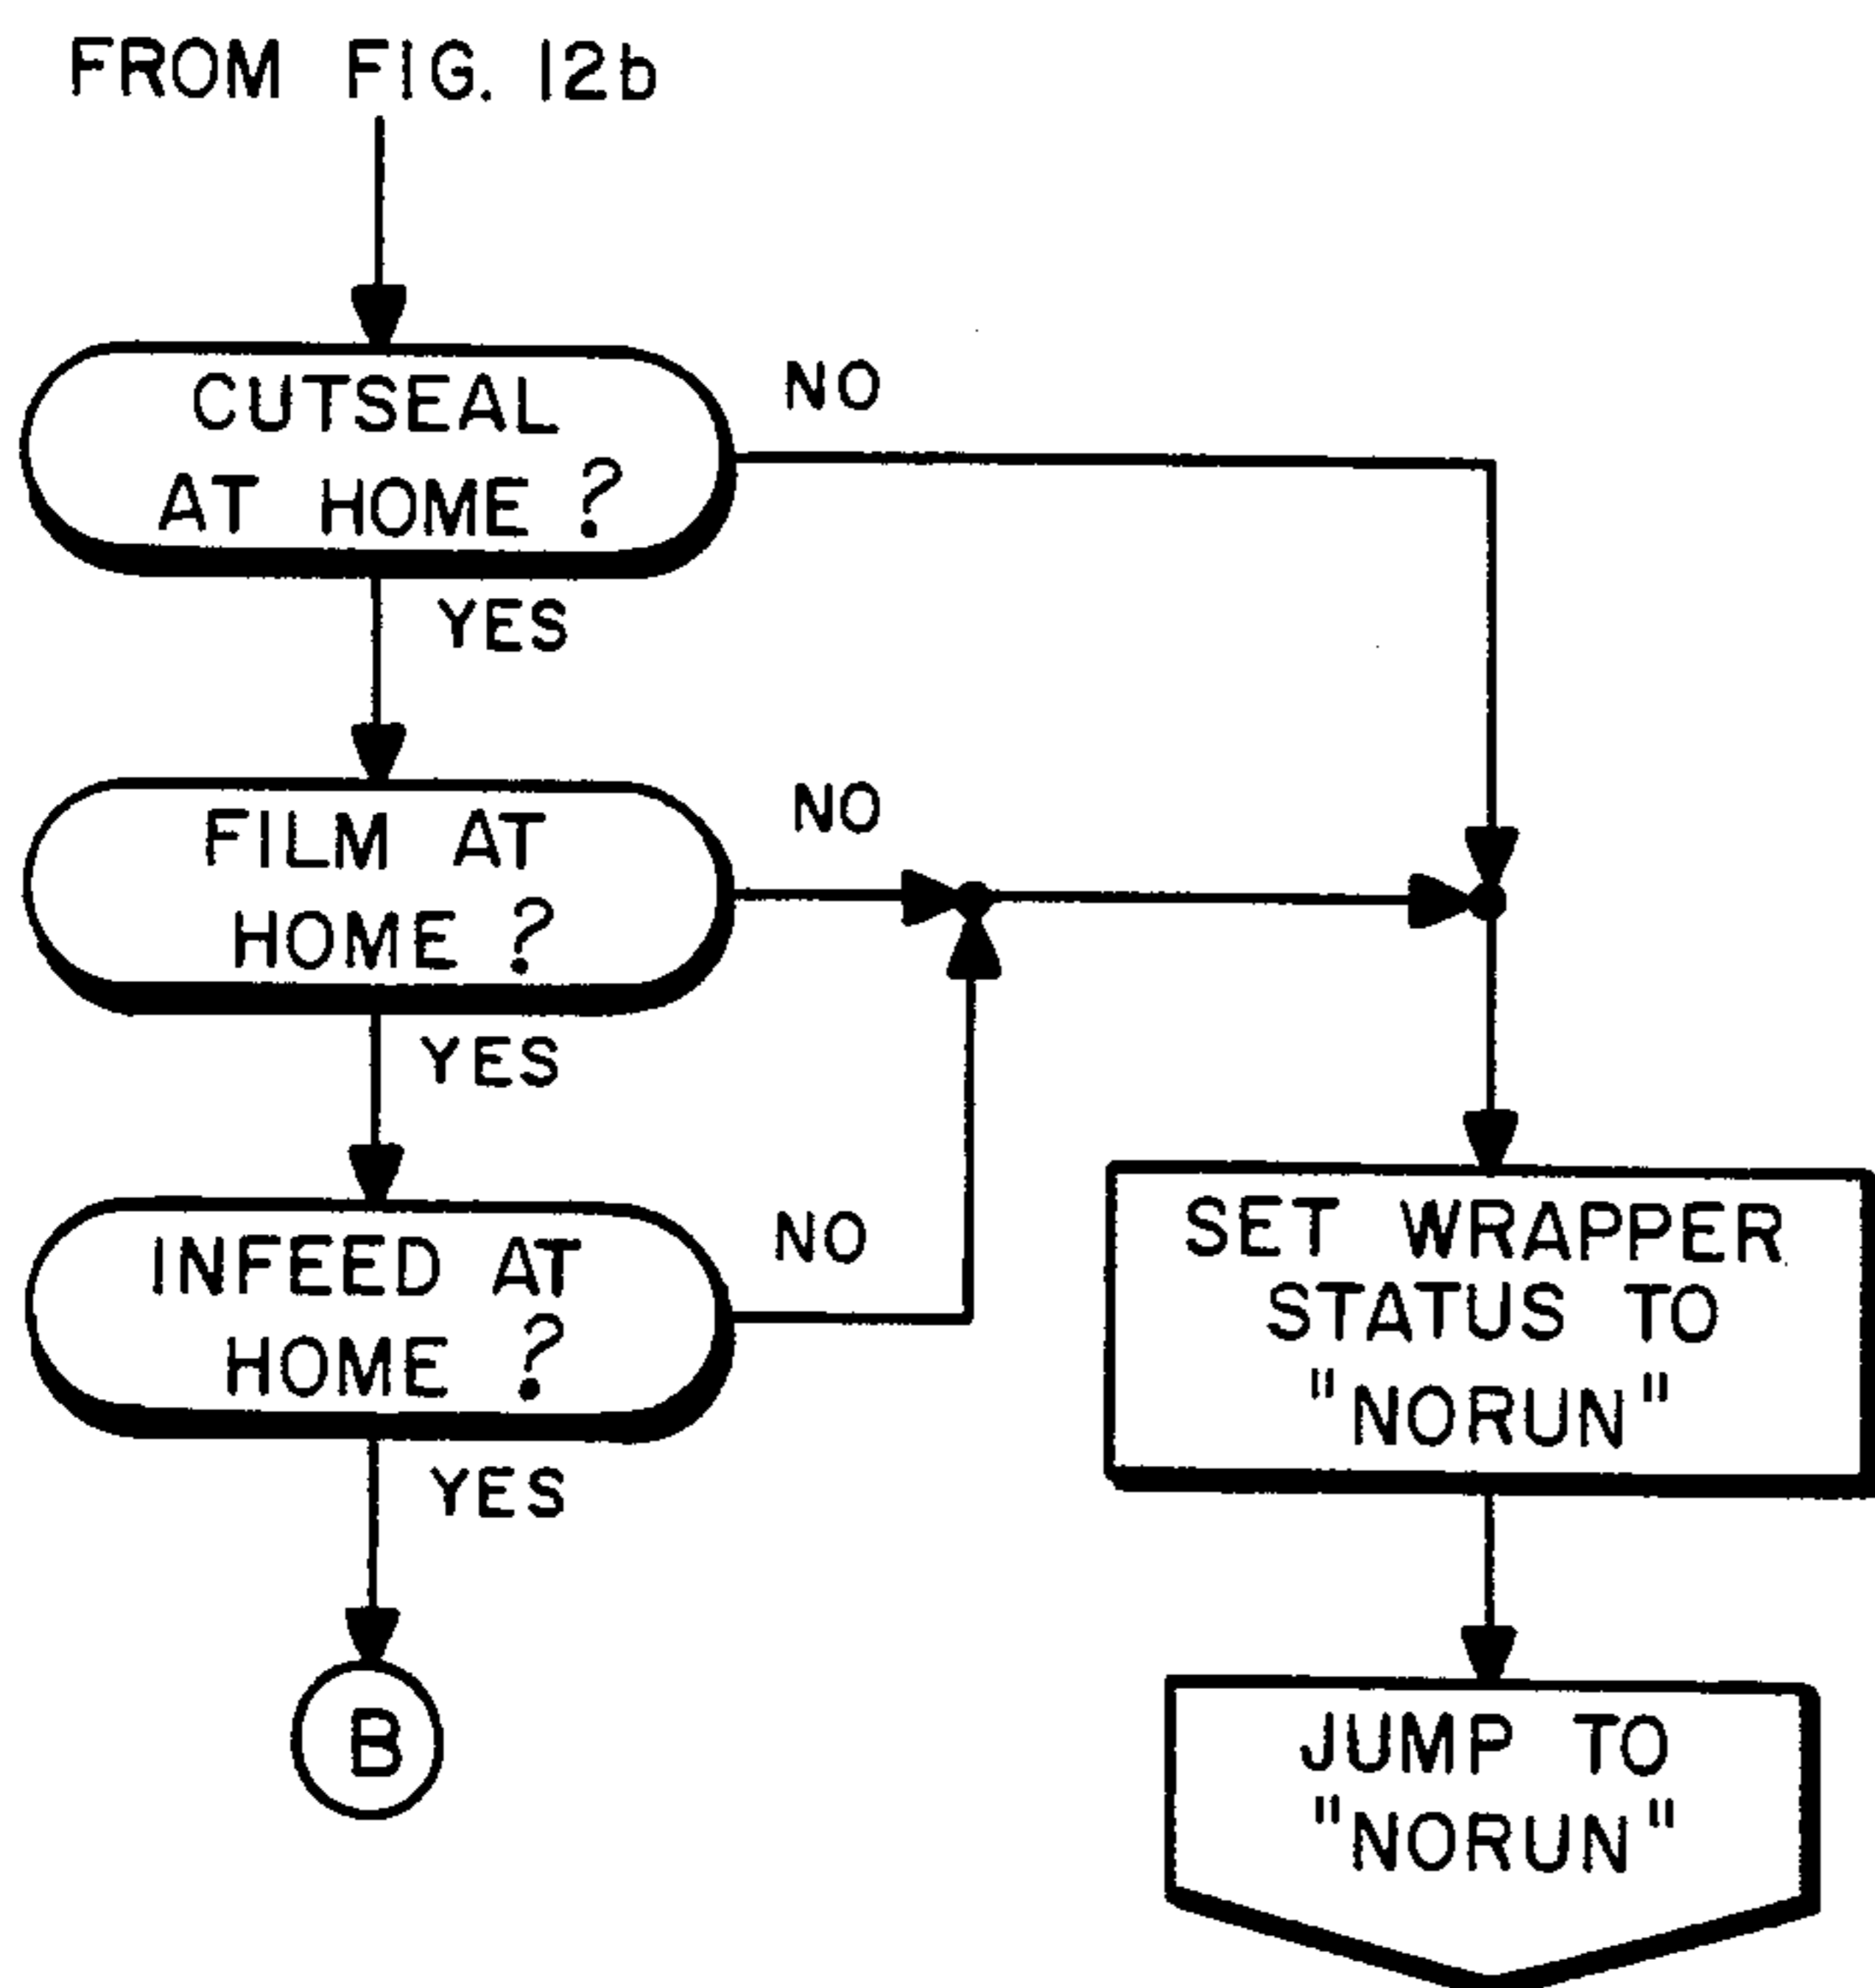 FROM FIG. 12b
CUTSEAL
AT HOME ?
NO
YES
FILM AT
HOME ?
NO
YES
INFEED AT
HOME ?
NO
YES
B
SET WRAPPER
STATUS TO
"NORUN"
JUMP TO
"NORUN"